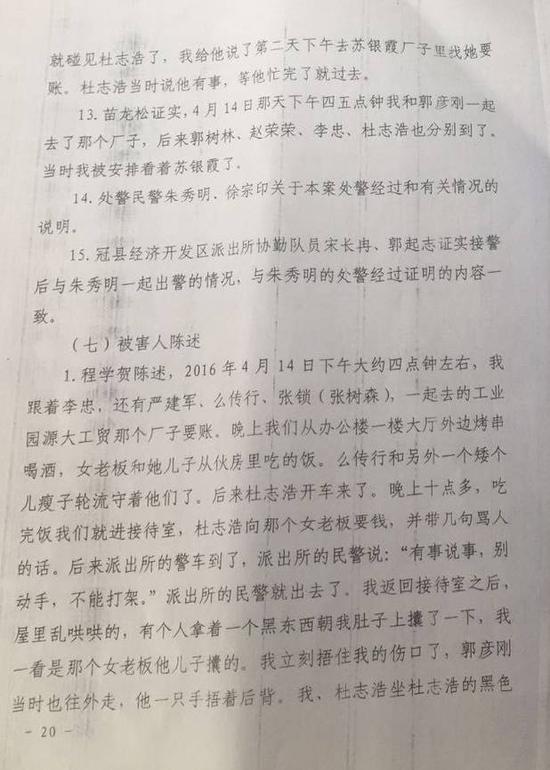 就碰见杜志浩了，我给他说了第二天下午去苏银霞厂子里线她要
账。杜志浩当时说他有事，等他忙完了就过去。
13. 苗龙松证实，4 月 14 日那天下午四五点钟我和郭彦刚一起
去了那个厂子，后来郭树林、赵荣荣、李忠、杜志浩也分别到了。
当时我被安排看着苏银霞了。
14. 处警民警朱秀明、徐宗印关于本案处警经过和有关情况的
说明。
15. 冠县经济开发区派出所协勤队员宋长冉、郭起志证实接警
后与朱秀明一起出警的情况，与朱秀明的处警经过证明的内容一
致。
（七）被害人陈述
1. 程学贺陈述，2016 年 4 月 14 日下午大约四点钟左右，我
跟着李忠，还有严建军、么传行、张锁（张树森），一起去的工业
园源大工贸那个厂子要账。晚上我们从办公楼一楼大厅外边烤串
喝酒，女老板和她儿子从伙房里吃的饭。么传行和另外一个矮个
儿瘦子轮流守着他们了。后来杜志浩开车来了。晚上十点多，吃
完饭我们就进接待室，杜志浩向那个女老板要钱，并带几句骂人
的话。后来派出所的警车到了，派出所的民警说：“有事说事，别
动手，不能打架。”派出所的民警就出去了。我返回接待室之后，
屋里乱哄哄的，有个人拿着一个黑东西朝我肚子上攮了一下，我
一看是那个女老板他儿子攮的。我立刻捂住我的伤口了，郭彦刚
当时也往外走，他一只手捂着后背。我、杜志浩坐杜志浩的黑色
- 20 -